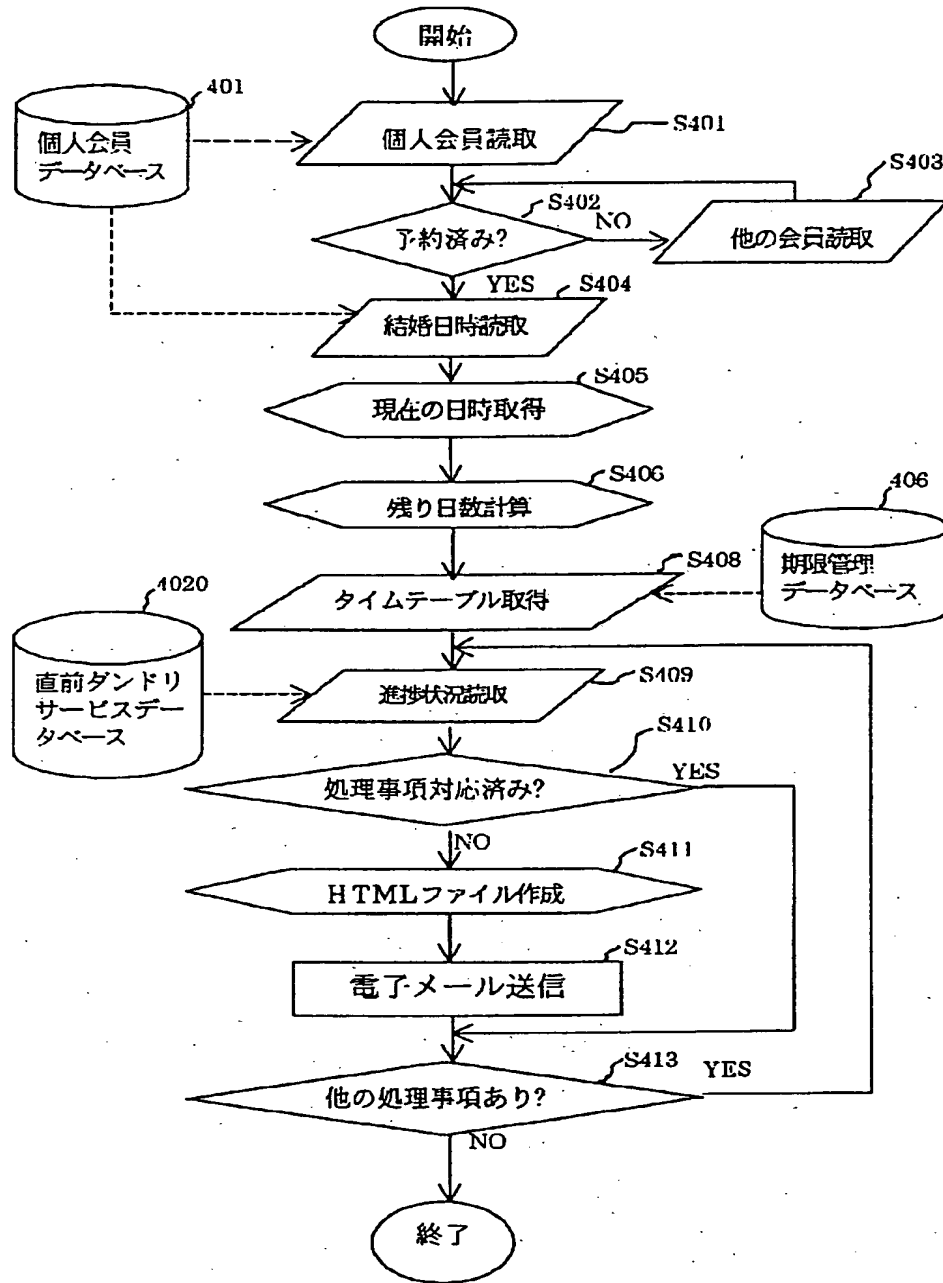 開始
401
個人会員
データベース
個人会員読取
S401
S403
S402
予約済み?
NO
他の会員読取
YES
S404
結婚日時読取
S405
現在の日時取得
S406
残り日数計算
406
期限管理
データベース
S408
タイムテーブル取得
4020
直前ダンドリ
サービスデー
タベース
S409
進捗状況読取
S410
処理事項対応済み?
YES
NO
S411
HTMLファイル作成
S412
電子メール送信
S413
他の処理事項あり?
YES
NO
終了